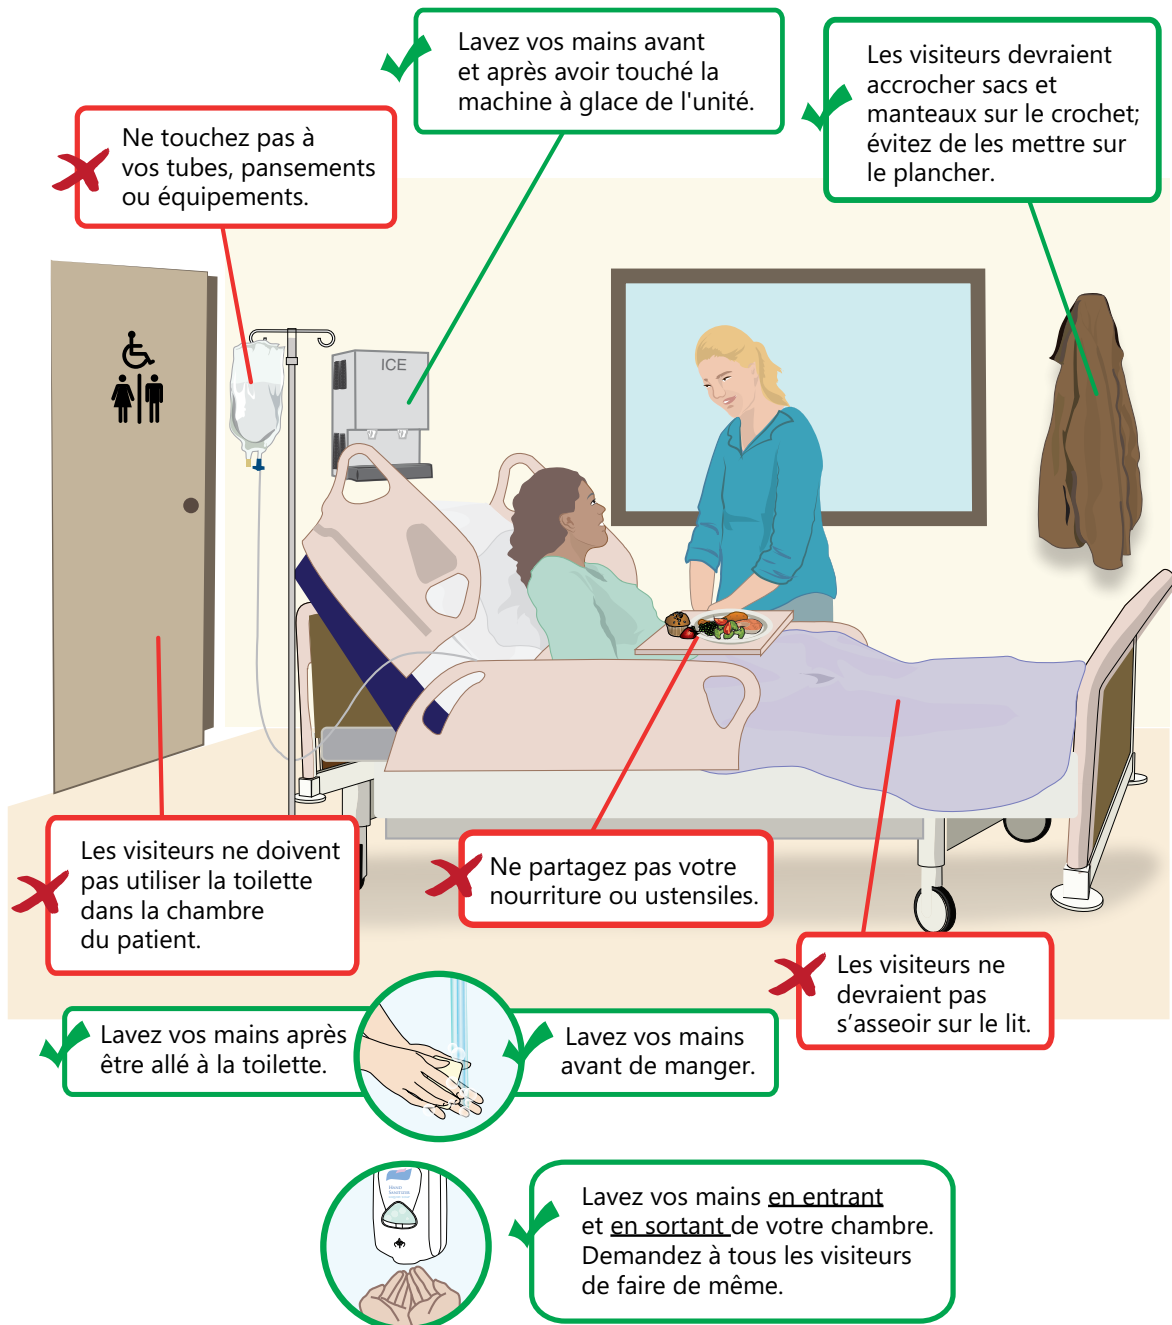 Lavez vos mains avant
et après avoir touché la
machine à glace de l'unité.
Les visiteurs devraient
accrocher sacs et
manteaux sur le crochet;
évitez de les mettre sur
le plancher.
Ne touchez pas à
vos tubes, pansements
ou équipements.
ICE
Les visiteurs ne doivent
pas utiliser la toilette
dans la chambre
du patient.
Ne partagez pas votre
nourriture ou ustensiles.
Les visiteurs ne
devraient pas
s’asseoir sur le lit.
Lavez vos mains après
être allé à la toilette.
Lavez vos mains
avant de manger.
Lavez vos mains en entrant
et en sortant de votre chambre.
Demandez à tous les visiteurs
de faire de même.